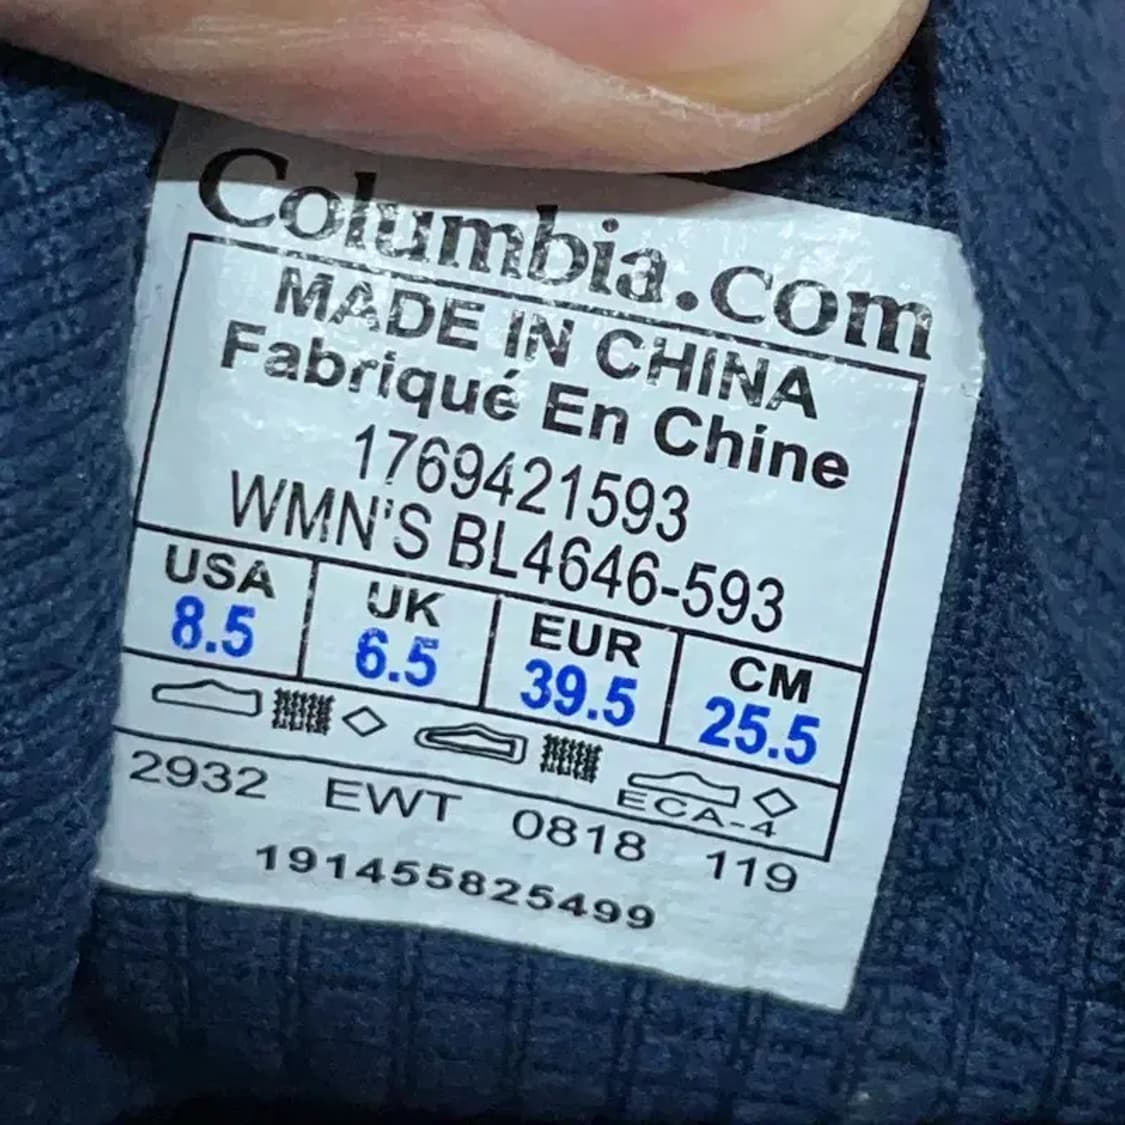 Columbia.com
MADE IN CHINA
Fabriqué En Chine
1769421593
WMN'S BL4646-593
USA UK EUR CM
8.5 6.5 39.5 25.5
ECA-4
2932 EWT 0818 119
191455825499